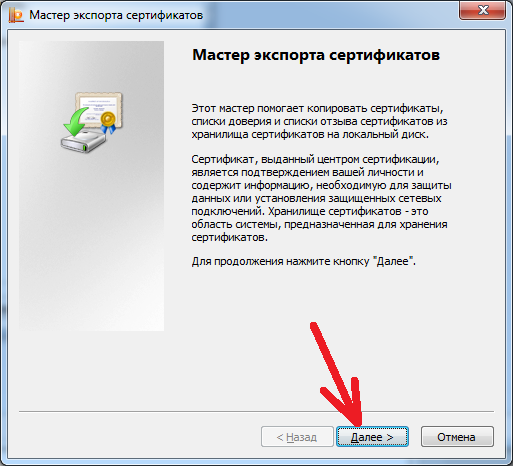 Мастер экспорта сертификатов
Мастер экспорта сертификатов
Этот мастер помогает копировать сертификаты,
списки доверия и списки отзыва сертификатов из
хранилища сертификатов на локальный диск.
Сертификат, выданный центром сертификации,
является подтверждением вашей личности и
содержит информацию, необходимую для защиты
данных или установления защищенных сетевых
подключений. Хранилище сертификатов - это
область системы, предназначенная для хранения
сертификатов.
Для продолжения нажмите кнопку "Далее".
< Назад Далее > Отмена